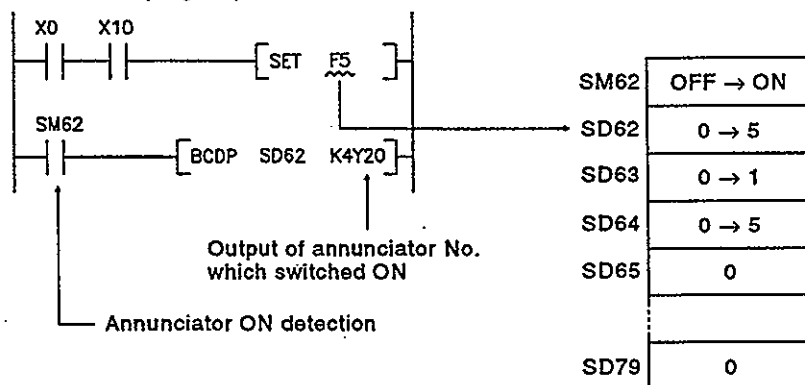 X0 X10
SET F5
SM62
BCDP SD62 K4Y20
Output of annunciator No.
which switched ON
Annunciator ON detection
SM62 OFF → ON
SD62 0 → 5
SD63 0 → 1
SD64 0 → 5
SD65 0
SD79 0